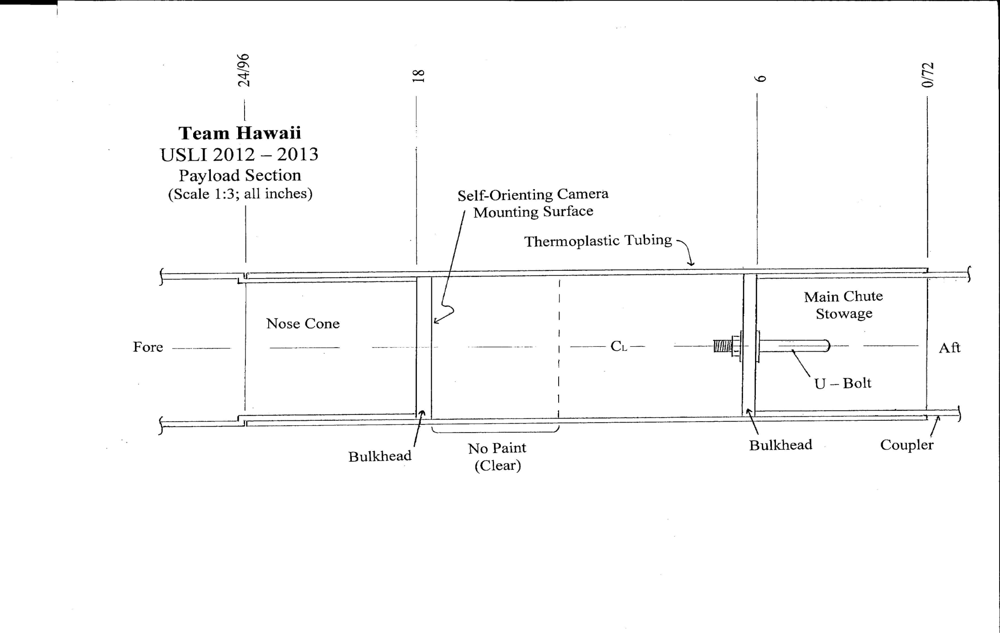 24/96
18
6
0/72
Team Hawaii
USLI 2012 – 2013
Payload Section
(Scale 1:3; all inches)
Self-Orienting Camera
Mounting Surface
Thermoplastic Tubing
Main Chute
Stowage
Nose Cone
Fore
CL
Aft
U – Bolt
Bulkhead
No Paint
(Clear)
Bulkhead
Coupler